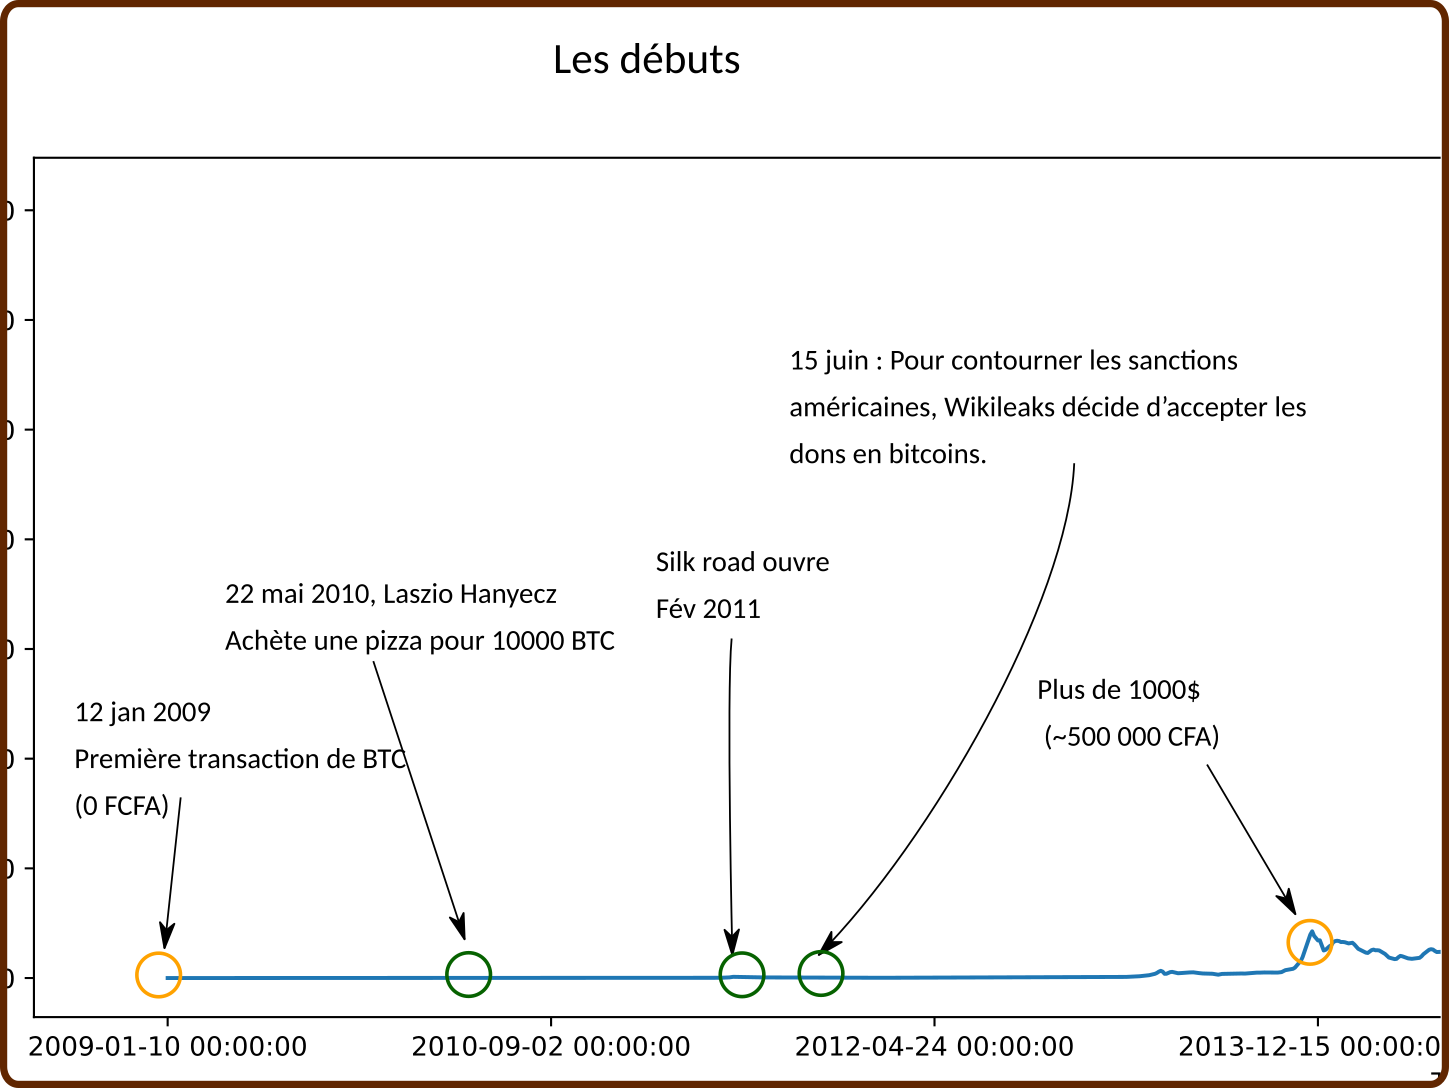 Les débuts
15 juin : Pour contourner les sanctions
américaines, Wikileaks décide d’accepter les
dons en bitcoins.
Silk road ouvre
Fév 2011
22 mai 2010, Laszio Hanyecz
Achète une pizza pour 10000 BTC
Plus de 1000$
(~500 000 CFA)
12 jan 2009
Première transaction de BTC
(0 FCFA)
0
0
0
0
0
0
0
0
2009-01-10 00:00:00
2010-09-02 00:00:00
2012-04-24 00:00:00
2013-12-15 00:00:0